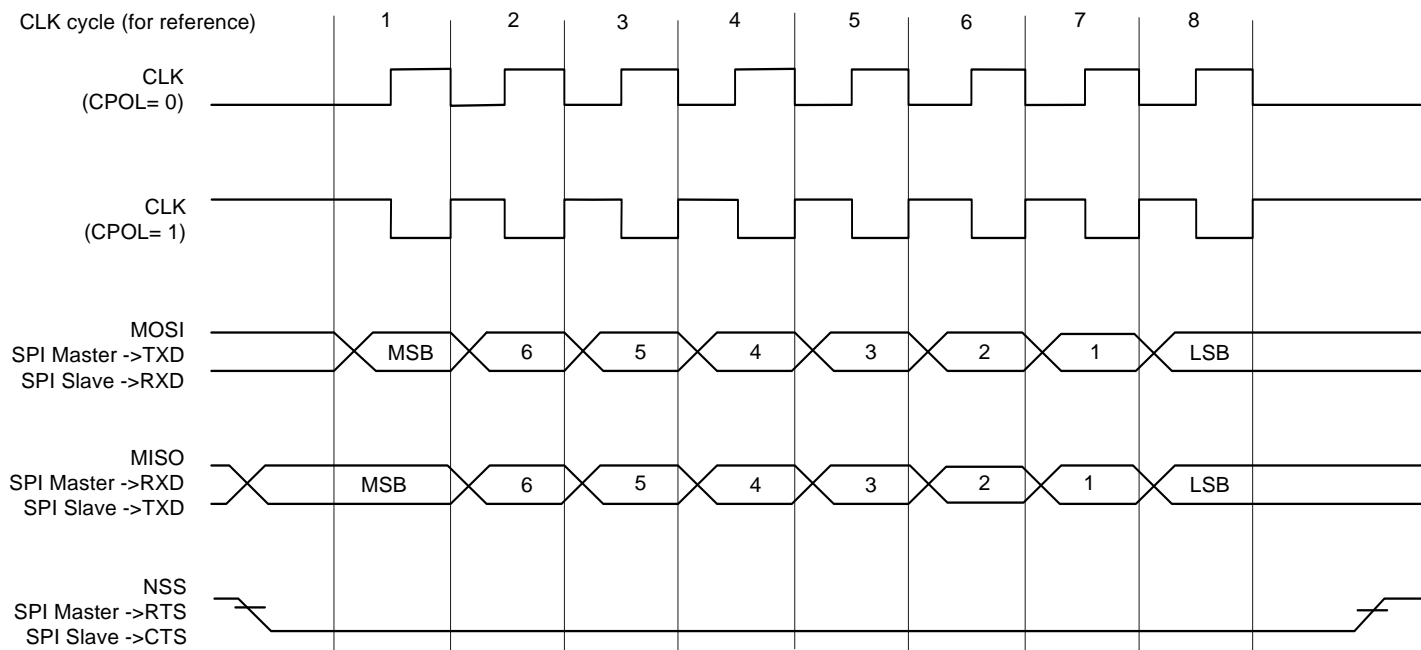 CLK cycle (for reference) 1 2 3 4 5 6 7 8
CLK
(CPOL= 0)
CLK
(CPOL= 1)
MOSI
SPI Master ->TXD MSB 6 5 4 3 2 1 LSB
SPI Slave ->RXD
MISO
SPI Master ->RXD MSB 6 5 4 3 2 1 LSB
SPI Slave ->TXD
NSS
SPI Master ->RTS
SPI Slave ->CTS